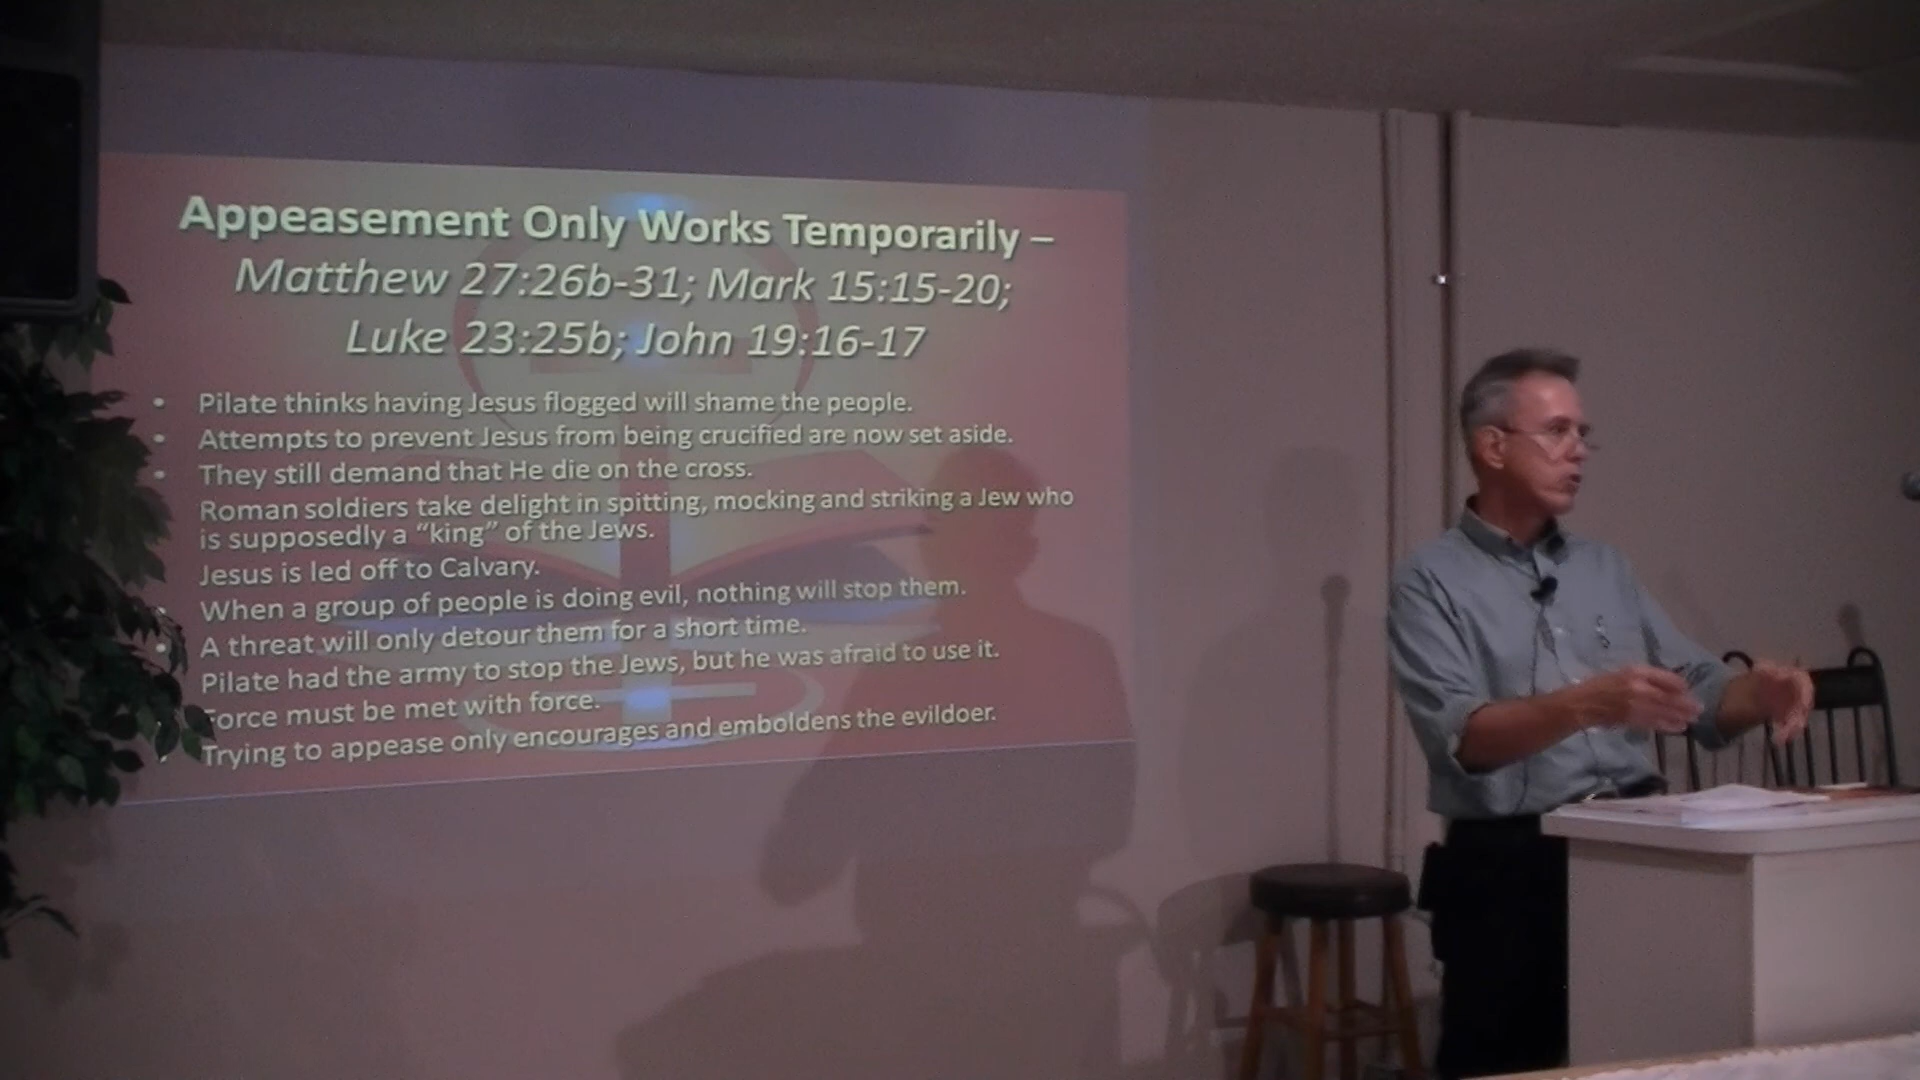 Appeasement Only Works Temporarily –
Matthew 27:26b-31; Mark 15:15-20;
Luke 23:25b; John 19:16-17
• Pilate thinks having Jesus flogged will shame the people.
• Attempts to prevent Jesus from being crucified are now set aside.
• They still demand that He die on the cross.
Roman soldiers take delight in spitting, mocking and striking a Jew who
is supposedly a “king” of the Jews.
Jesus is led off to Calvary.
• When a group of people is doing evil, nothing will stop them.
• A threat will only detour them for a short time.
Pilate had the army to stop the Jews, but he was afraid to use it.
• Force must be met with force.
• Trying to appease only encourages and emboldens the evildoer.